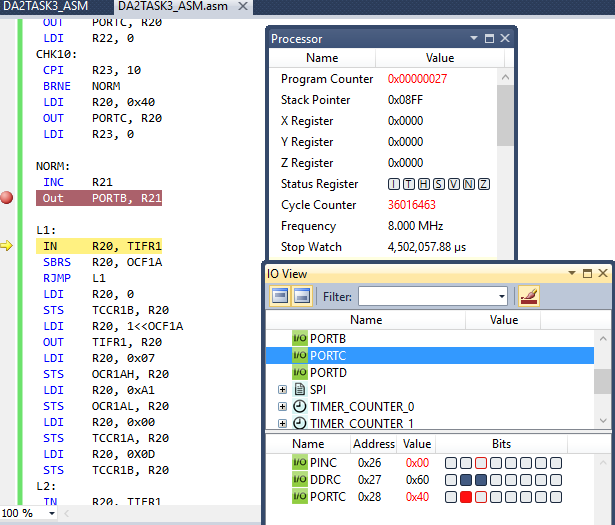 DA2TASK3_ASM DA2TASK3_ASM.asm
OUT PORTC, R20
LDI R22, 0
CHK10:
CPI R23, 10
BRNE NORM
LDI R20, 0x40
OUT PORTC, R20
LDI R23, 0
NORM:
INC R21
Out PORTB, R21
L1:
IN R20, TIFR1
SBRS R20, OCF1A
RJMP L1
LDI R20, 0
STS TCCR1B, R20
LDI R20, 1<<OCF1A
OUT TIFR1, R20
LDI R20, 0x07
STS OCR1AH, R20
LDI R20, 0xA1
STS OCR1AL, R20
LDI R20, 0x00
STS TCCR1A, R20
LDI R20, 0X0D
STS TCCR1B, R20
L2:
IN R20, TIFR1
100 %
Processor
Name Value
Program Counter 0x00000027
Stack Pointer 0x08FF
X Register 0x0000
Y Register 0x0000
Z Register 0x0000
Status Register I T H S V N Z
Cycle Counter 36016463
Frequency 8.000 MHz
Stop Watch 4,502,057.88 µs
IO View
Filter:
Name Value
I/O PORTB
I/O PORTC
I/O PORTD
SPI
TIMER_COUNTER_0
TIMER_COUNTER_1
Name Address Value Bits
I/O PINC 0x26 0x00
I/O DDRC 0x27 0x60
I/O PORTC 0x28 0x40